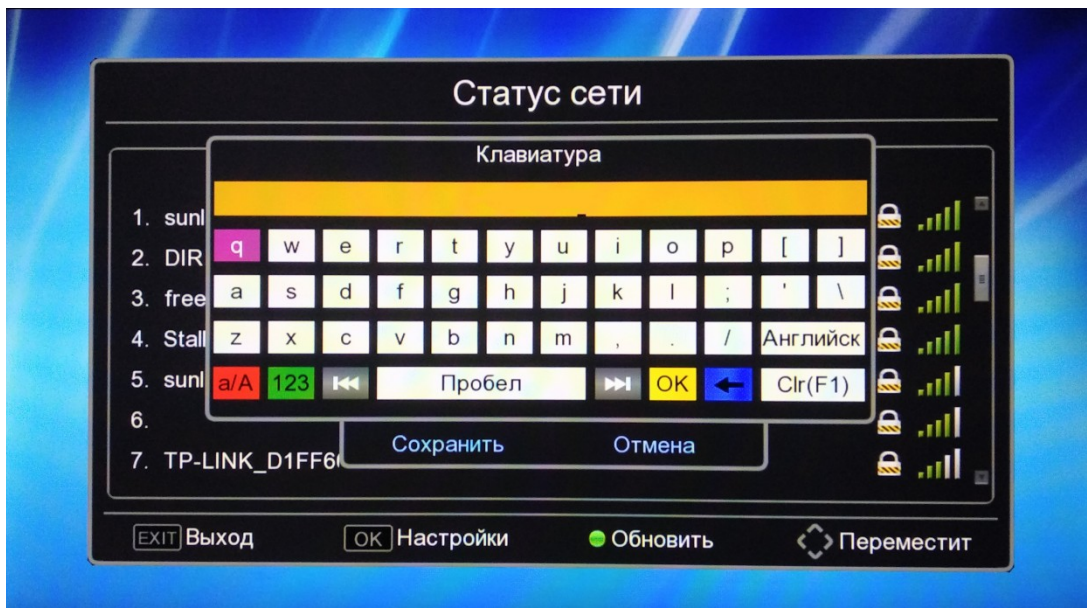 Статус сети
Клавиатура
1. sunl
q w e r t y u i o p [ ]
2. DIR
a s d f g h j k l ; ' \
3. free
z x c v b n m , . / Английск
4. Stall
a/A 123 Пробел OK Clr(F1)
5. sunl
6.
Сохранить Отмена
7. TP-LINK_D1FF6
EXIT Выход OK Настройки Обновить Переместит